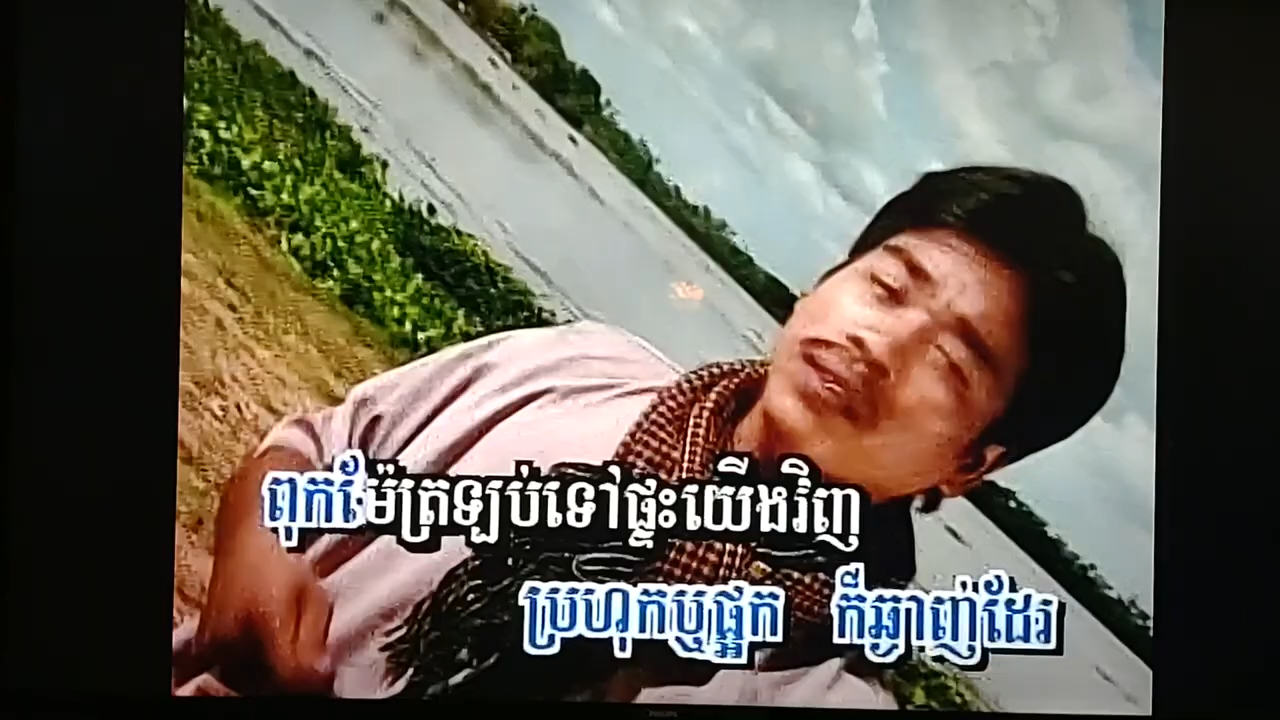 ពុកម៉ែត្រឡប់ទៅផ្ទះយើងវិញ
ប្រហុកឬផ្អក ក៏ឆ្ងាញ់ដែរ
PHILIPS